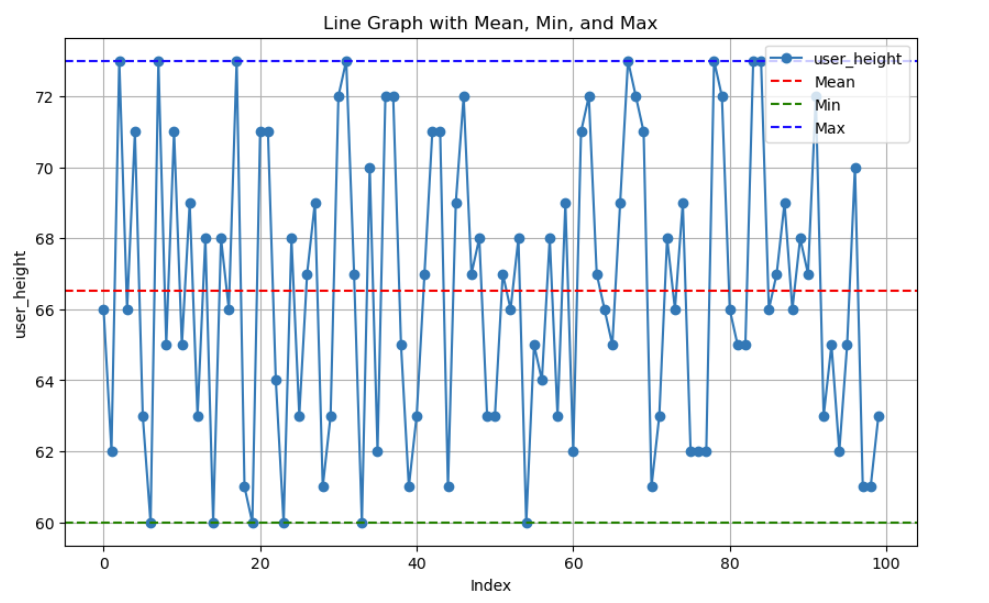 Line Graph with Mean, Min, and Max
user_height
Mean
Min
Max
72
70
68
66
64
62
60
user_height
0 20 40 60 80 100
Index